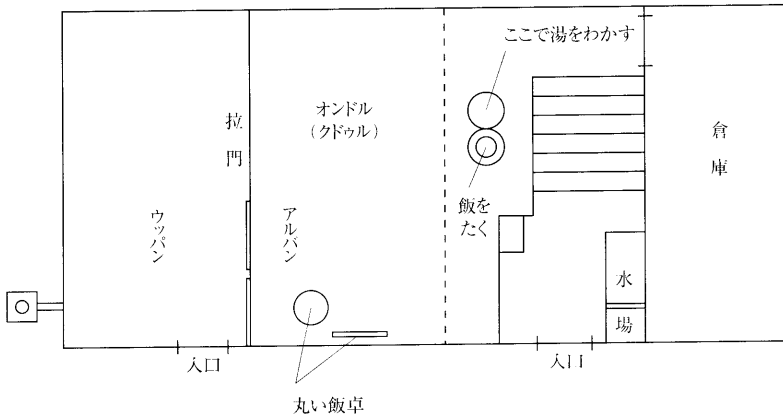 ここで湯をわかす
オンドル
（クドゥル）
拉門
倉庫
飯を
たく
ウッパン
アルバン
水
場
入口
入口
丸い飯卓